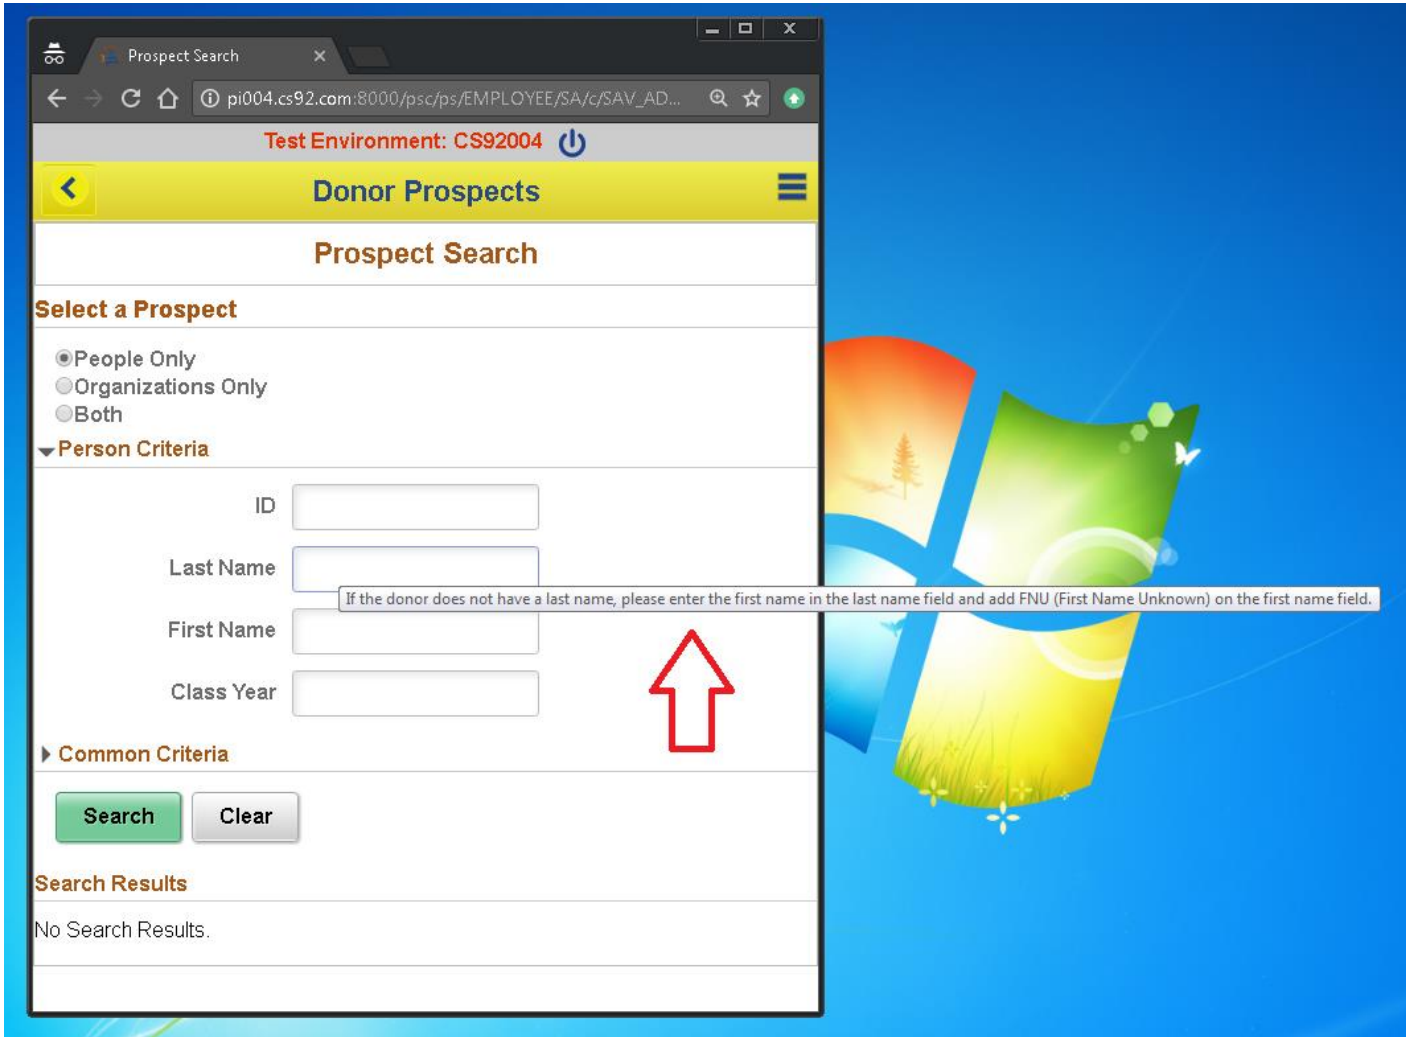 Prospect Search
pi004.cs92.com:8000/psc/ps/EMPLOYEE/SA/c/SAV_AD...
Test Environment: CS92004
Donor Prospects
Prospect Search
Select a Prospect
People Only
Organizations Only
Both
Person Criteria
ID
Last Name
If the donor does not have a last name, please enter the first name in the last name field and add FNU (First Name Unknown) on the first name field.
First Name
Class Year
Common Criteria
Search Clear
Search Results
No Search Results.